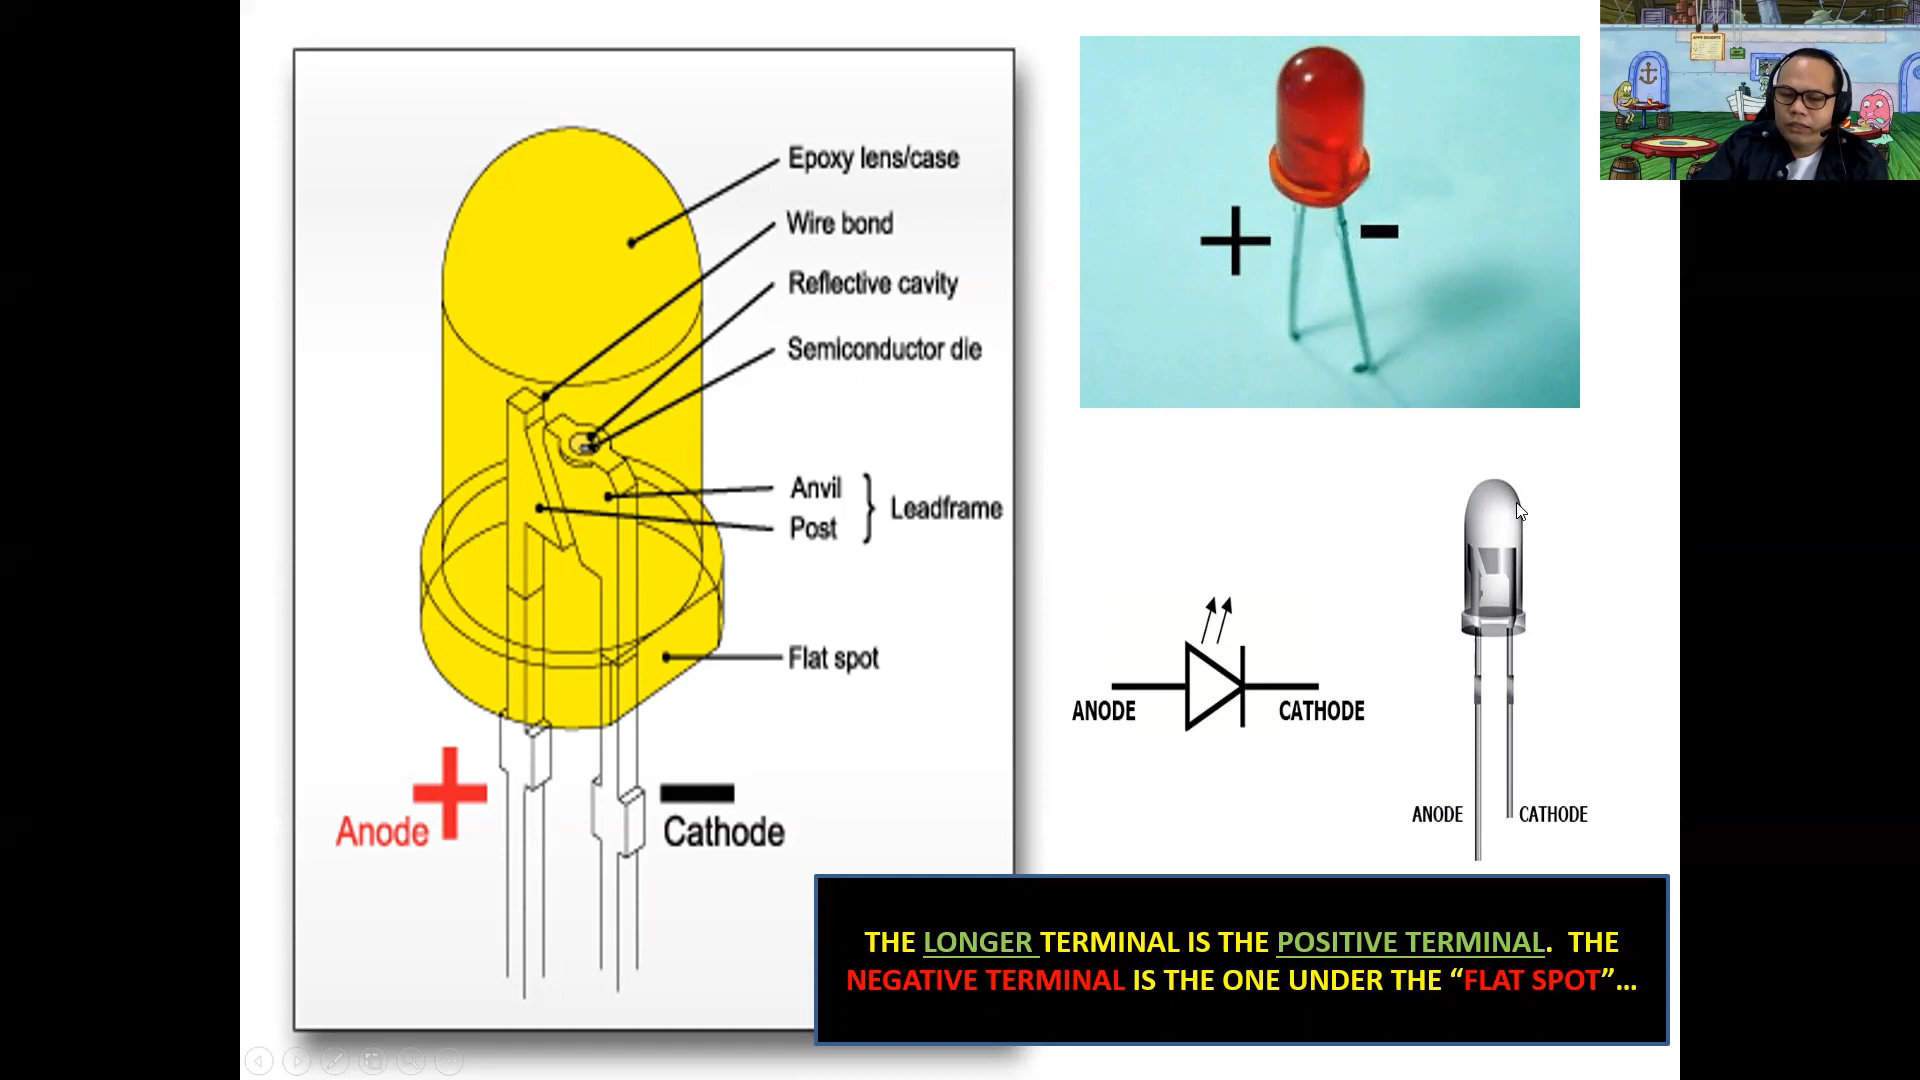 Epoxy lens/case
Wire bond
Reflective cavity
Semiconductor die
Anvil
Post
Leadframe
Flat spot
+
Anode
Cathode
+ -
ANODE
CATHODE
ANODE
CATHODE
THE LONGER TERMINAL IS THE POSITIVE TERMINAL. THE
NEGATIVE TERMINAL IS THE ONE UNDER THE “FLAT SPOT”...